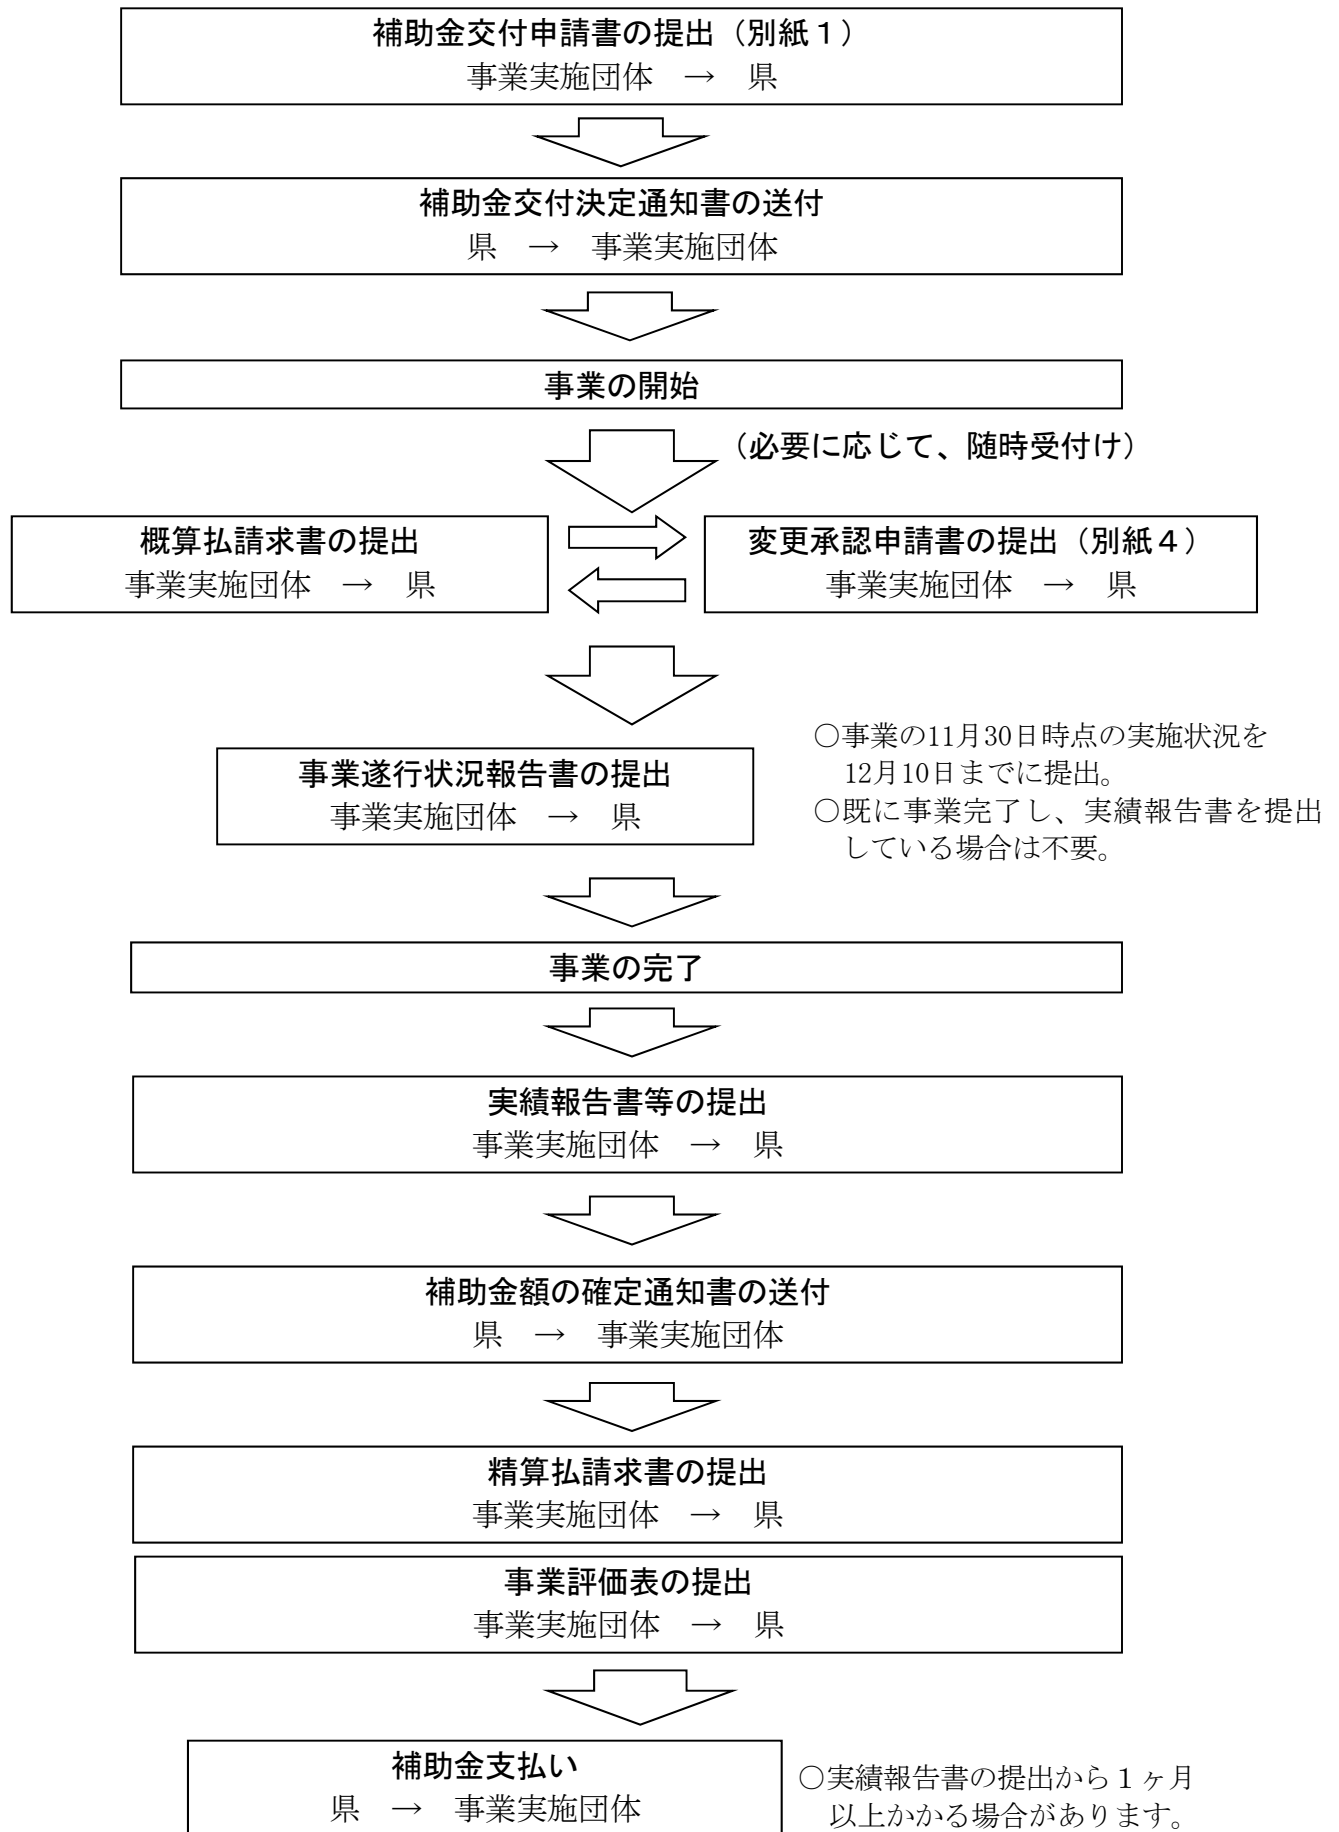 補助金交付申請書の提出（別紙１）
事業実施団体　→　県
補助金交付決定通知書の送付
県　→　事業実施団体
事業の開始
（必要に応じて、随時受付け）
概算払請求書の提出
事業実施団体　→　県
変更承認申請書の提出（別紙４）
事業実施団体　→　県
事業遂行状況報告書の提出
事業実施団体　→　県
○事業の11月30日時点の実施状況を
12月10日までに提出。
○既に事業完了し、実績報告書を提出
している場合は不要。
事業の完了
実績報告書等の提出
事業実施団体　→　県
補助金額の確定通知書の送付
県　→　事業実施団体
精算払請求書の提出
事業実施団体　→　県
事業評価表の提出
事業実施団体　→　県
補助金支払い
県　→　事業実施団体
○実績報告書の提出から１ヶ月
以上かかる場合があります。